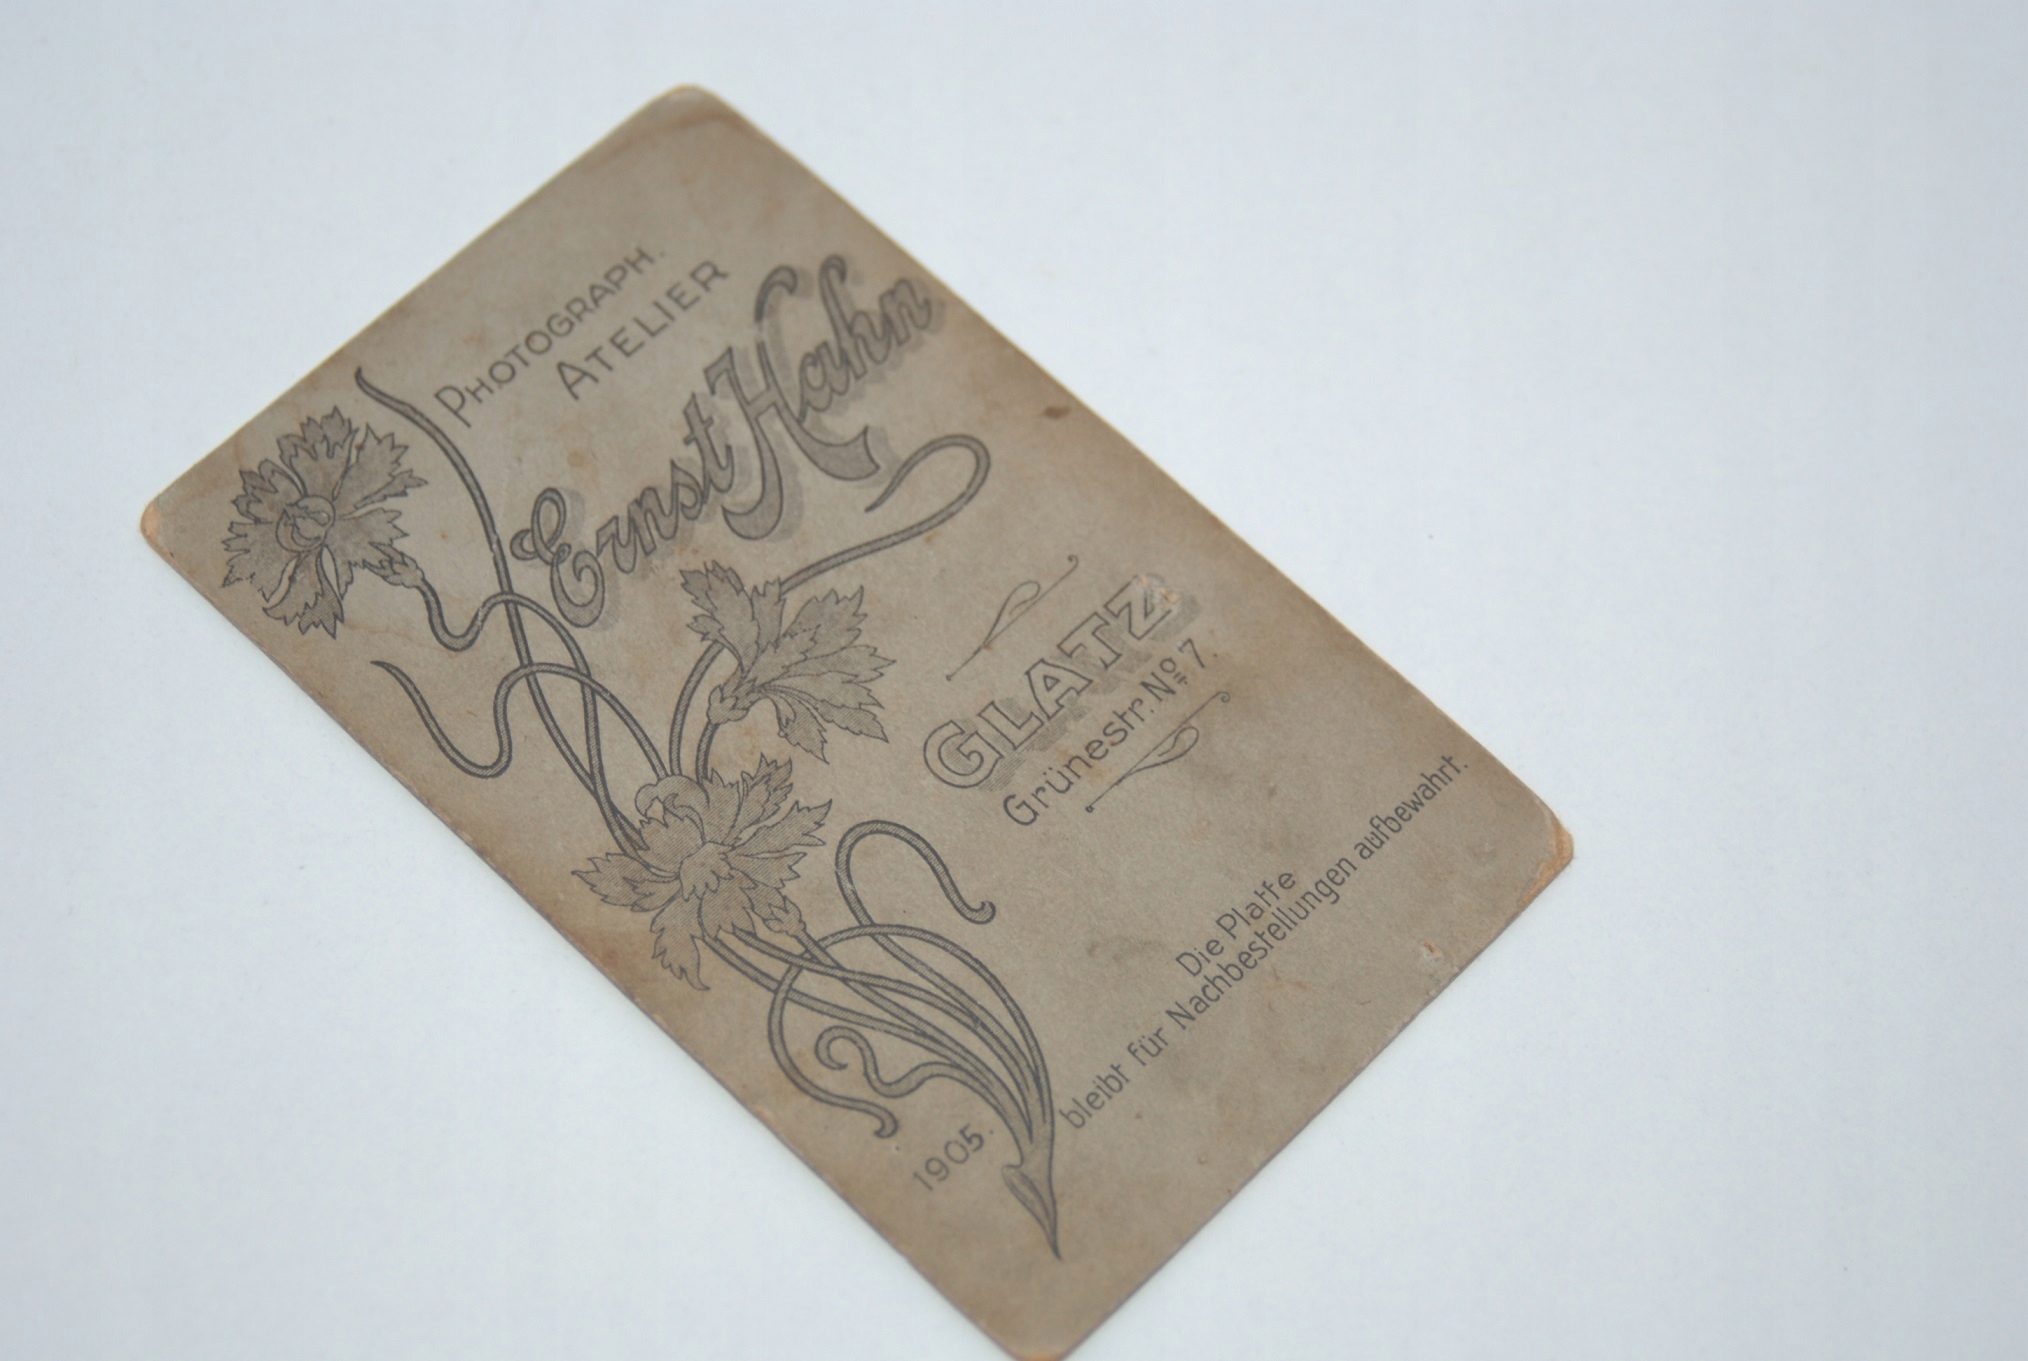 PHOTOGRAPH.
ATELIER
Ernst Hahn
GLATZ
Grünestr. No 7.
Die Platte
bleibt für Nachbestellungen aufbewahrt.
1905.